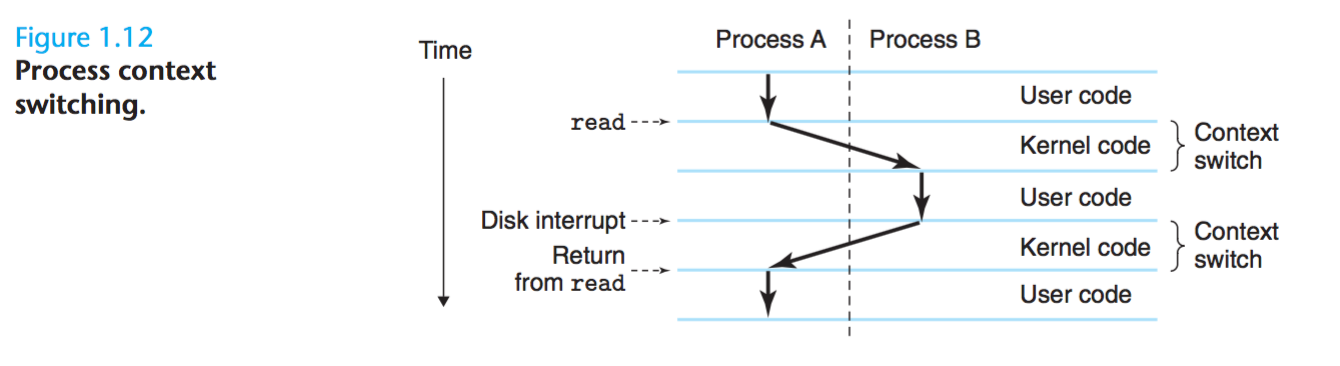 Figure 1.12
Process context
switching.
Time
Process A
Process B
User code
read
Kernel code
Context
switch
User code
Disk interrupt
Kernel code
Context
switch
Return
from read
User code